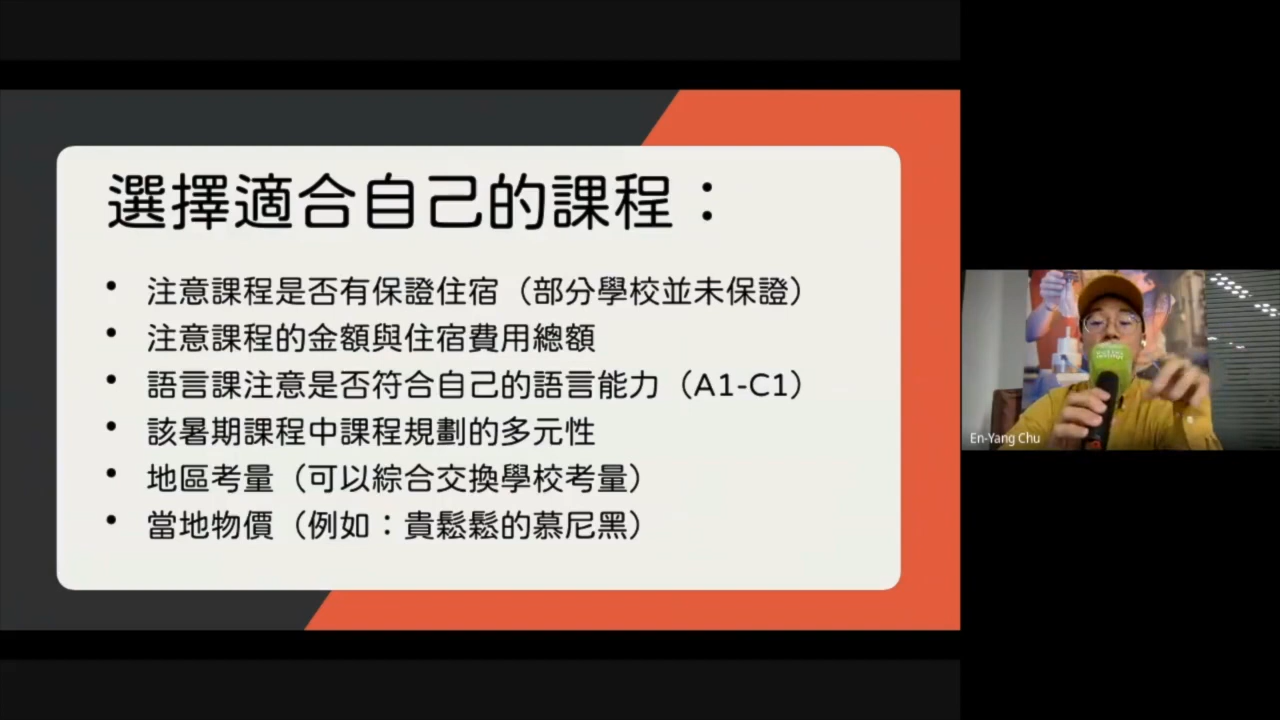 選擇適合自己的課程：
• 注意課程是否有保證住宿（部分學校並未保證）
• 注意課程的金額與住宿費用總額
• 語言課注意是否符合自己的語言能力（A1-C1）
• 該暑期課程中課程規劃的多元性
• 地區考量（可以綜合交換學校考量）
• 當地物價（例如：貴鬆鬆的慕尼黑）
En-Yang Chu